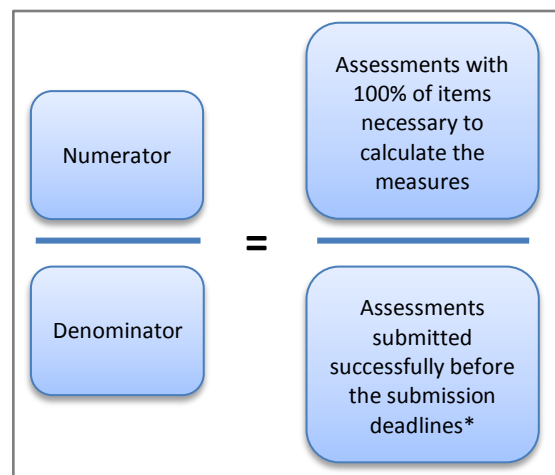 Numerator
Denominator
=
Assessments with
100% of items
necessary to
calculate the
measures
Assessments
submitted
successfully before
the submission
deadlines*